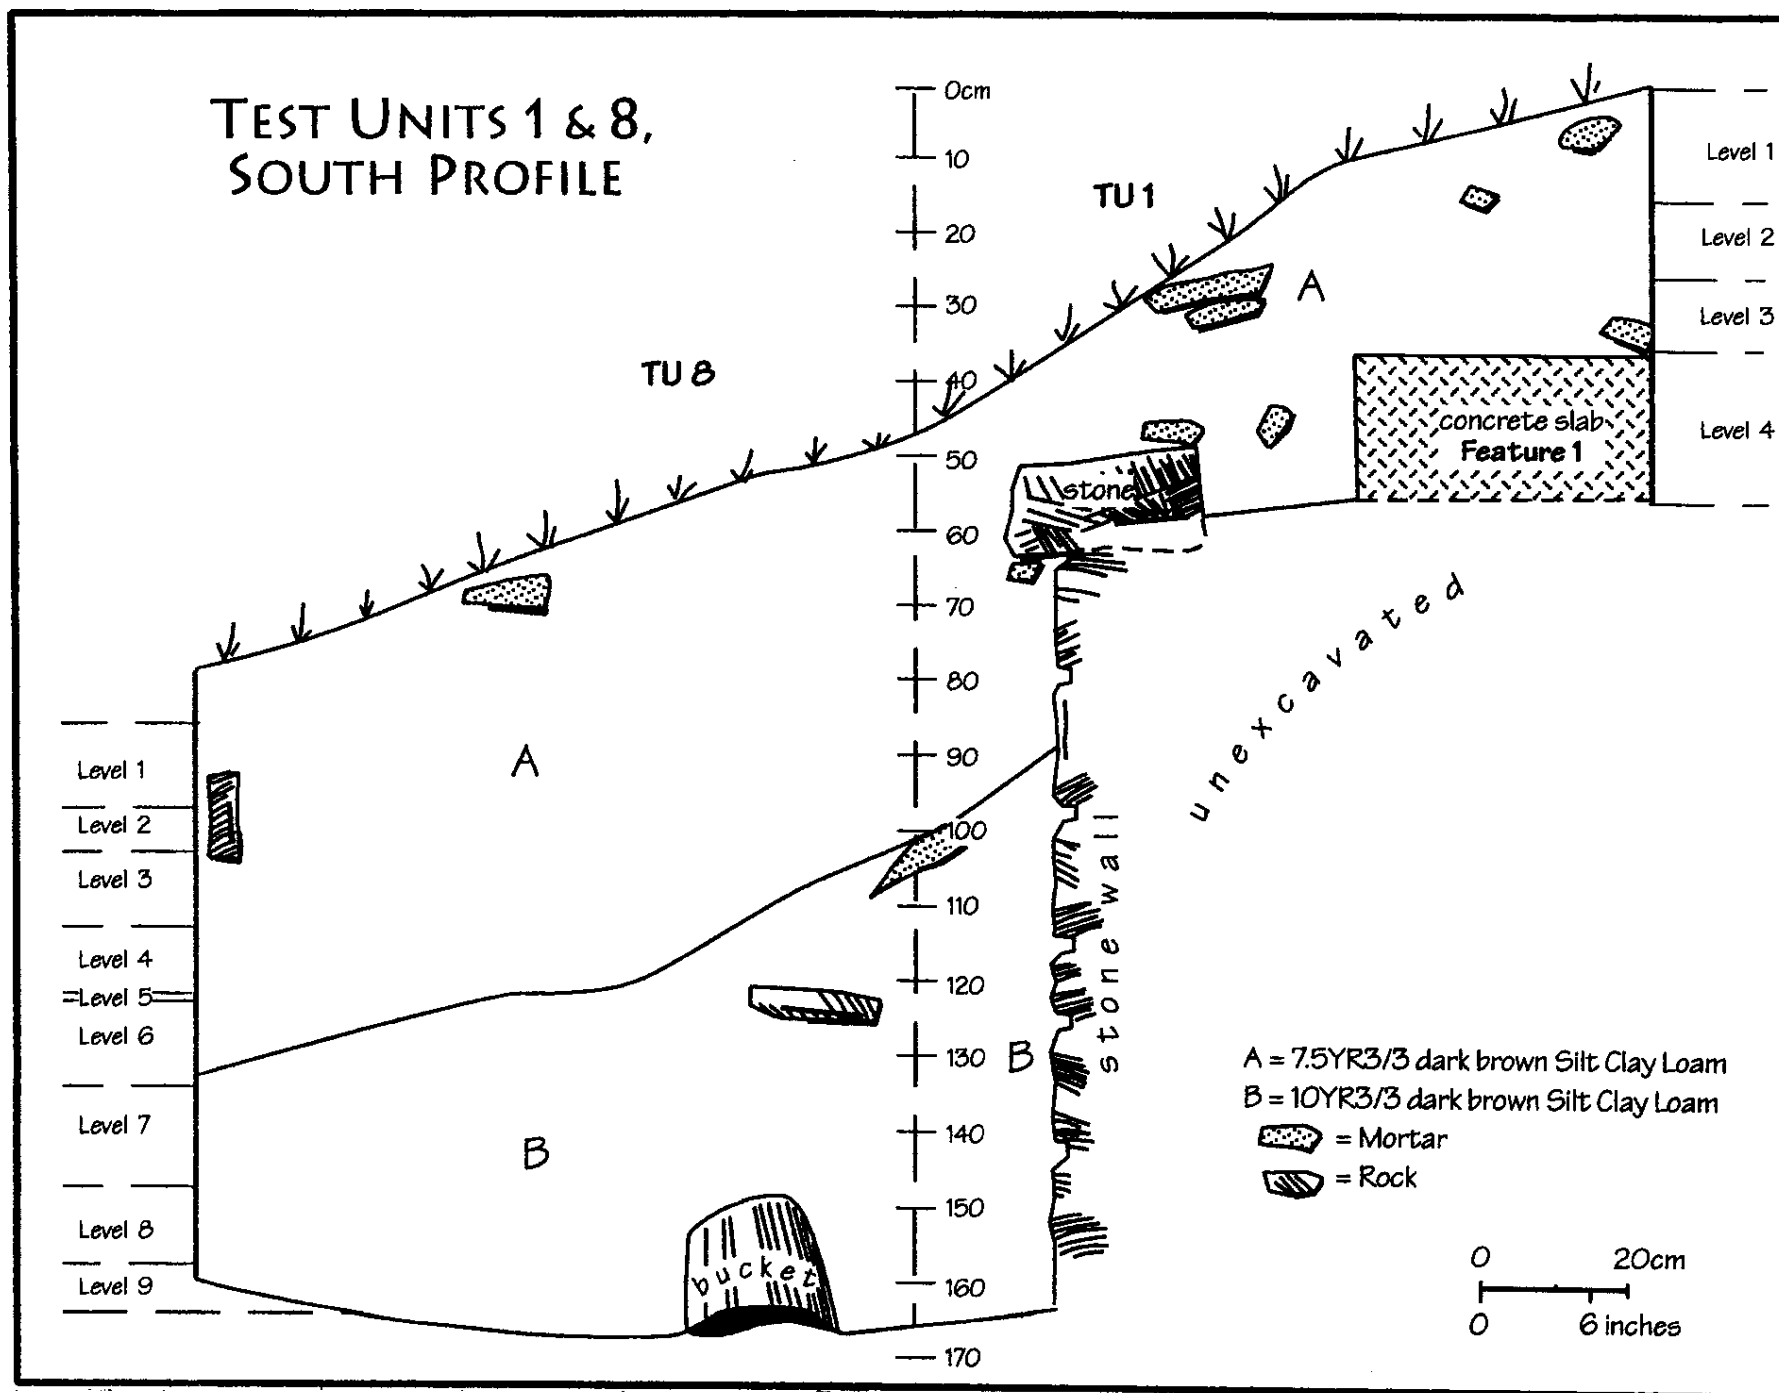 TEST UNITS 1 & 8,
SOUTH PROFILE
TU 1
TU 8
0cm
10
20
30
40
50
60
70
80
90
100
110
120
130
140
150
160
170
Level 1
Level 2
Level 3
Level 4
A
concrete slab
Feature 1
stone
unexcavated
stone wall
Level 1
Level 2
Level 3
Level 4
Level 5
Level 6
Level 7
Level 8
Level 9
A
B
B
bucket
A = 7.5YR3/3 dark brown Silt Clay Loam
B = 10YR3/3 dark brown Silt Clay Loam
= Mortar
= Rock
0 20cm
0 6 inches